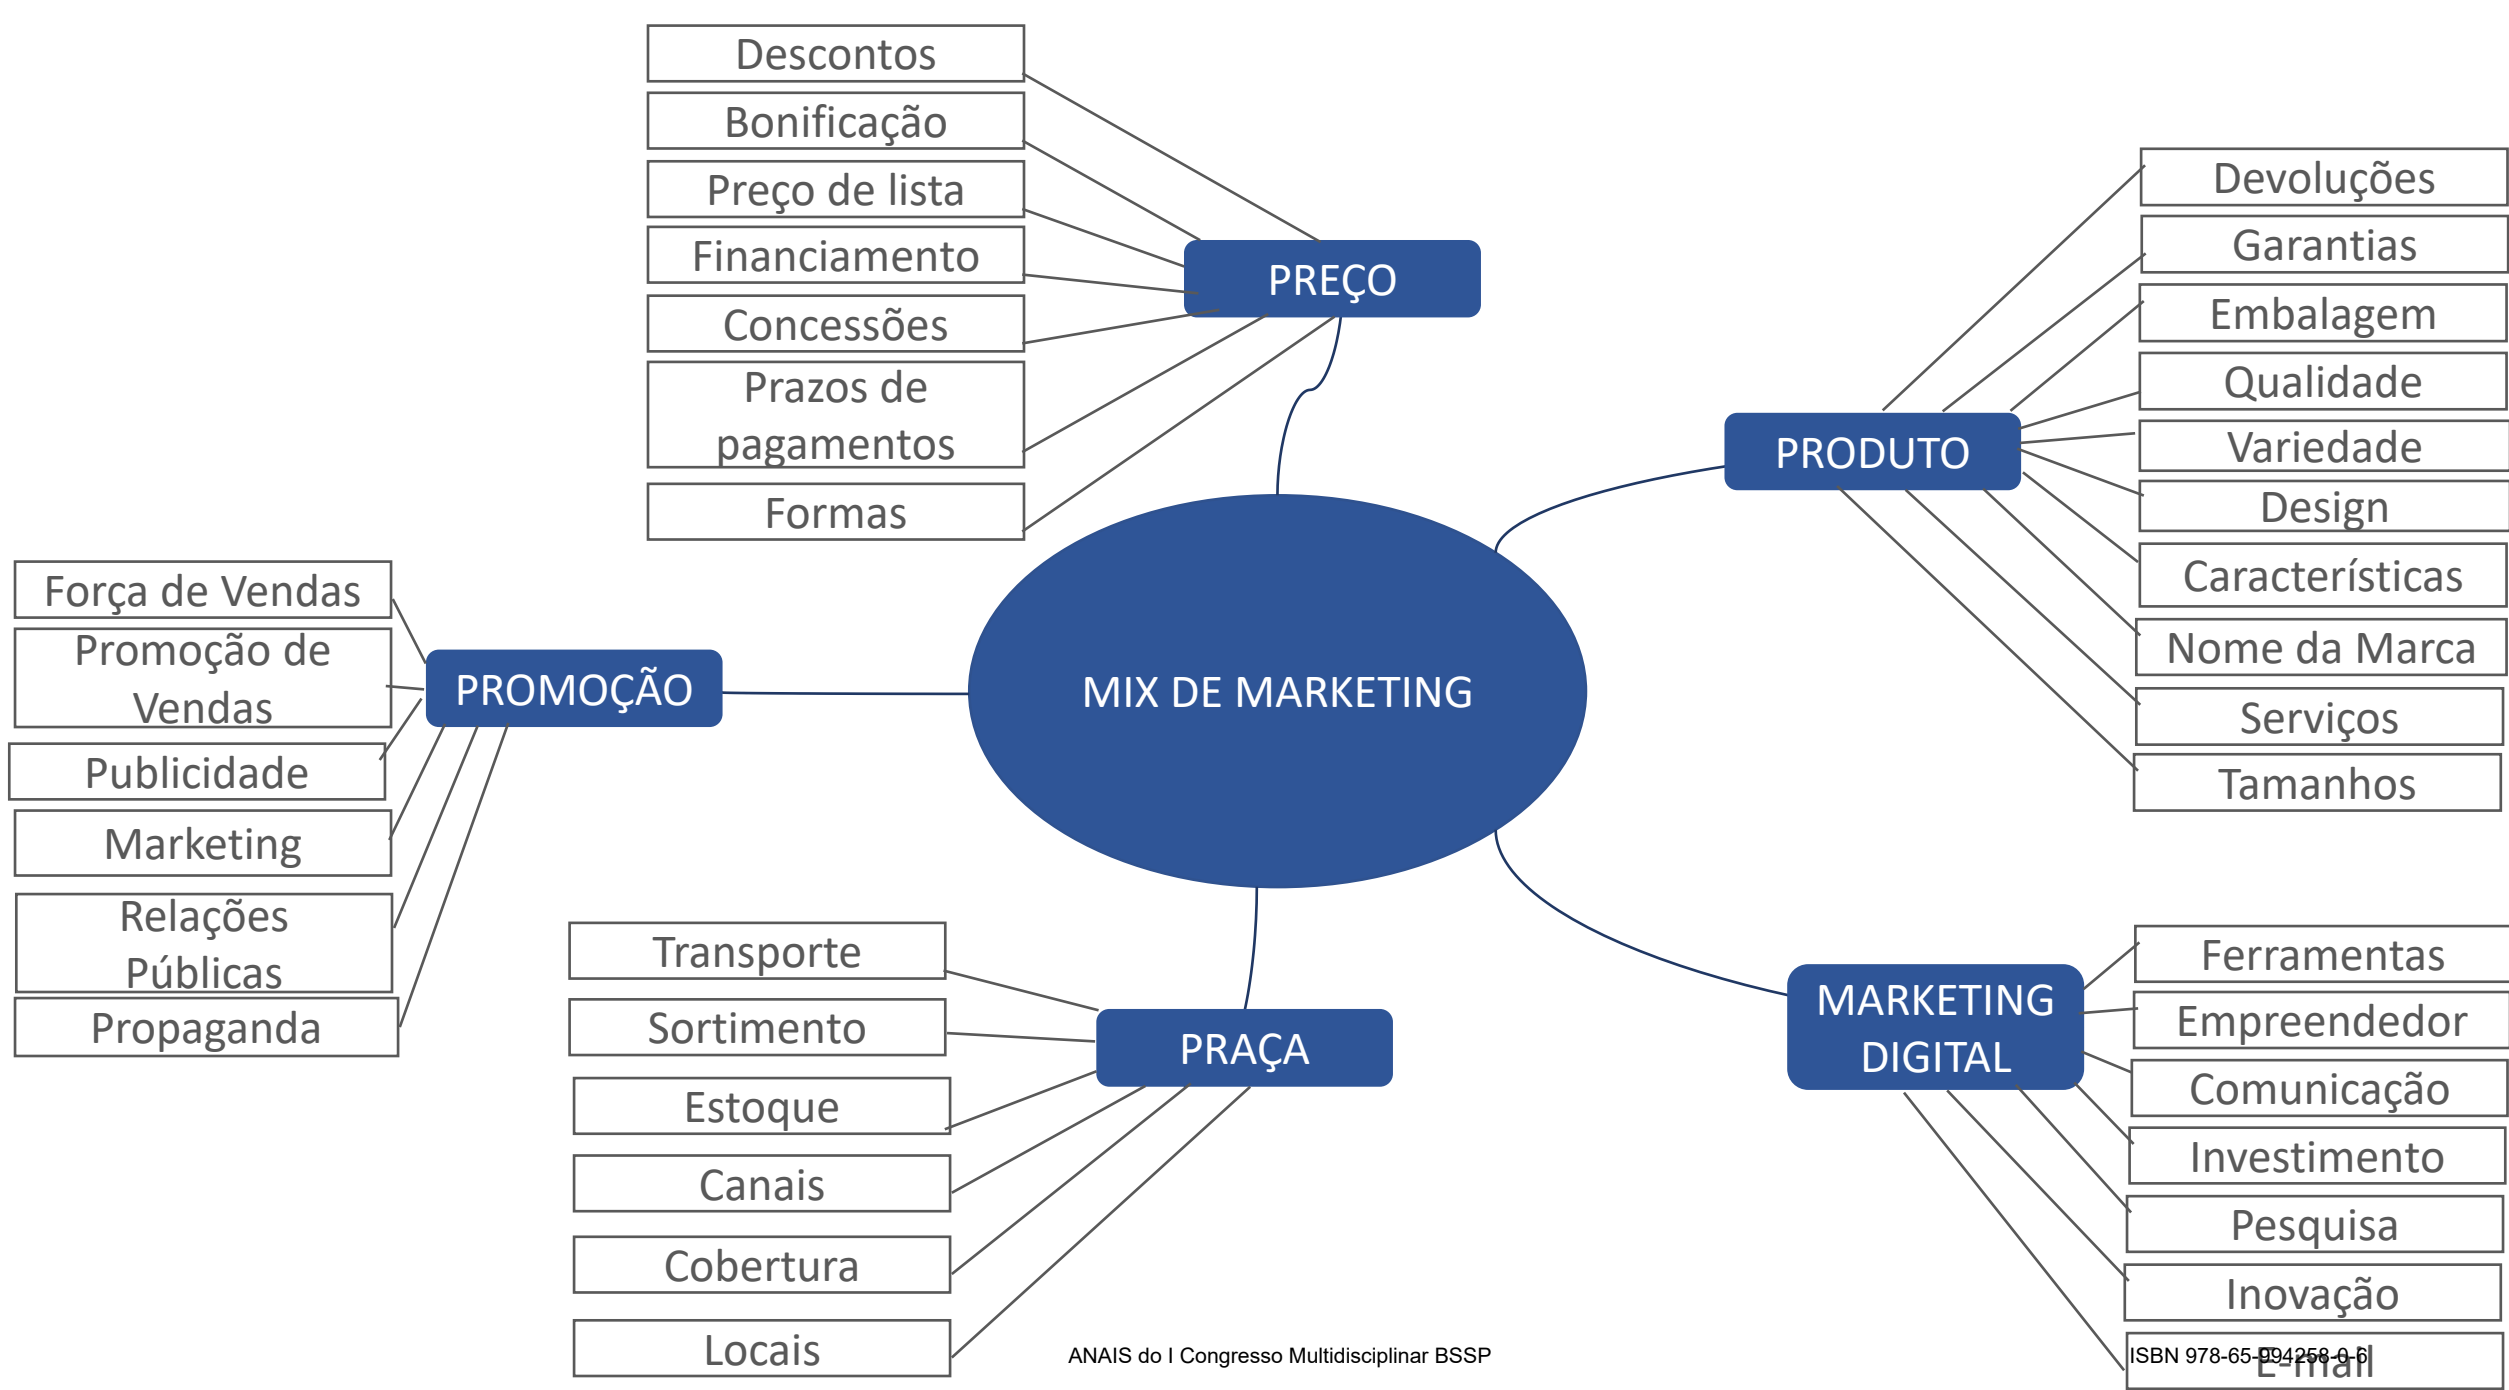 Descontos
Bonificação
Preço de lista
Financiamento
Concessões
Prazos de
pagamentos
Formas
PREÇO
Devoluções
Garantias
Embalagem
Qualidade
Variedade
Design
Características
Nome da Marca
Serviços
Tamanhos
PRODUTO
MIX DE MARKETING
Força de Vendas
Promoção de
Vendas
Publicidade
Marketing
Relações
Públicas
Propaganda
PROMOÇÃO
Transporte
Sortimento
Estoque
Canais
Cobertura
Locais
PRAÇA
MARKETING
DIGITAL
Ferramentas
Empreendedor
Comunicação
Investimento
Pesquisa
Inovação
E-mail
ANAIS do I Congresso Multidisciplinar BSSP
ISBN 978-65-994258-0-6